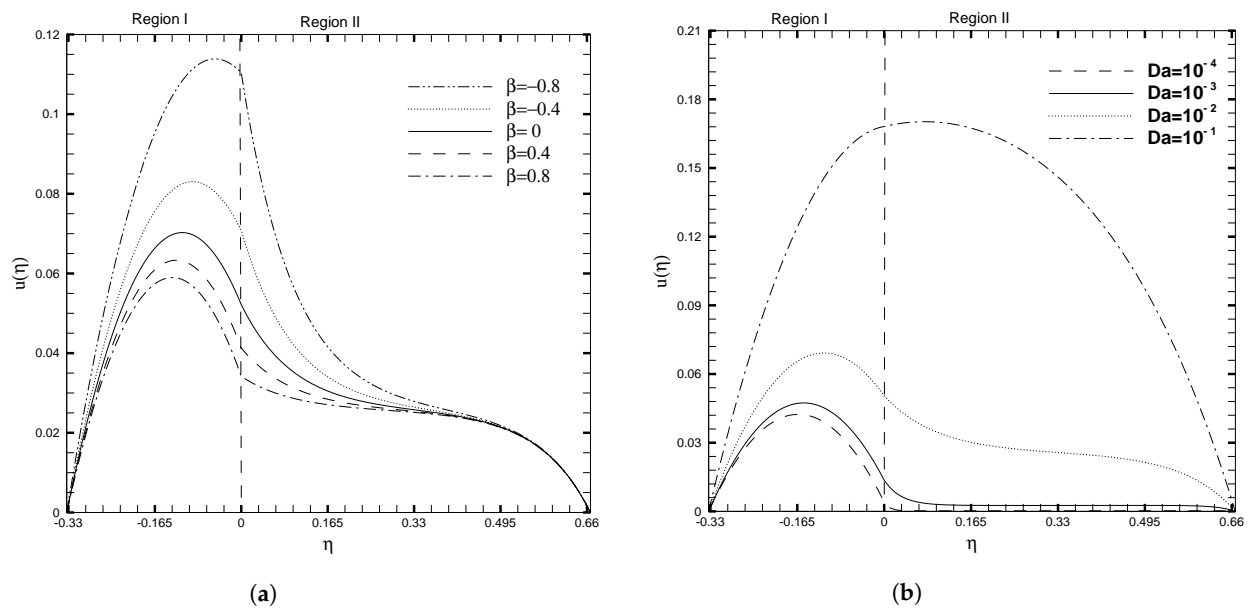 Region I Region II
0.12
0.1
0.08
0.06
0.04
0.02
0
u(η)
β=−0.8
β=−0.4
β= 0
β=0.4
β=0.8
-0.33 -0.165 0 0.165 0.33 0.495 0.66
η
(a)
Region I Region II
0.21
0.18
0.15
0.12
0.09
0.06
0.03
0
u(η)
Da=10⁻⁴
Da=10⁻³
Da=10⁻²
Da=10⁻¹
-0.33 -0.165 0 0.165 0.33 0.495 0.66
η
(b)